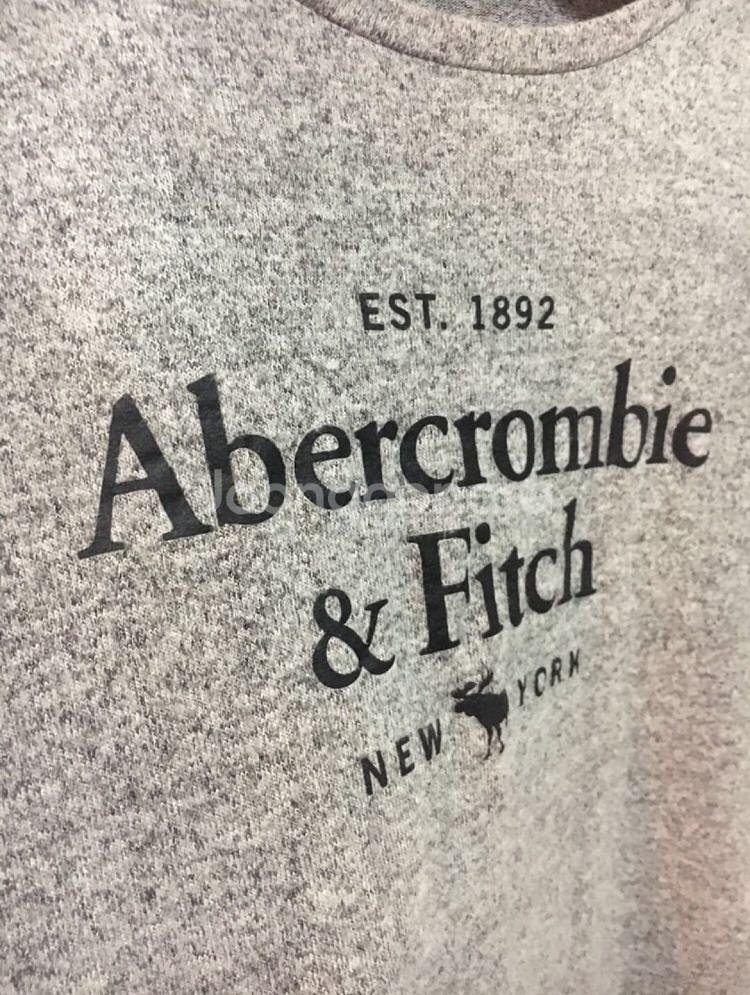 EST. 1892
Abercrombie
& Fitch
NEW YORK